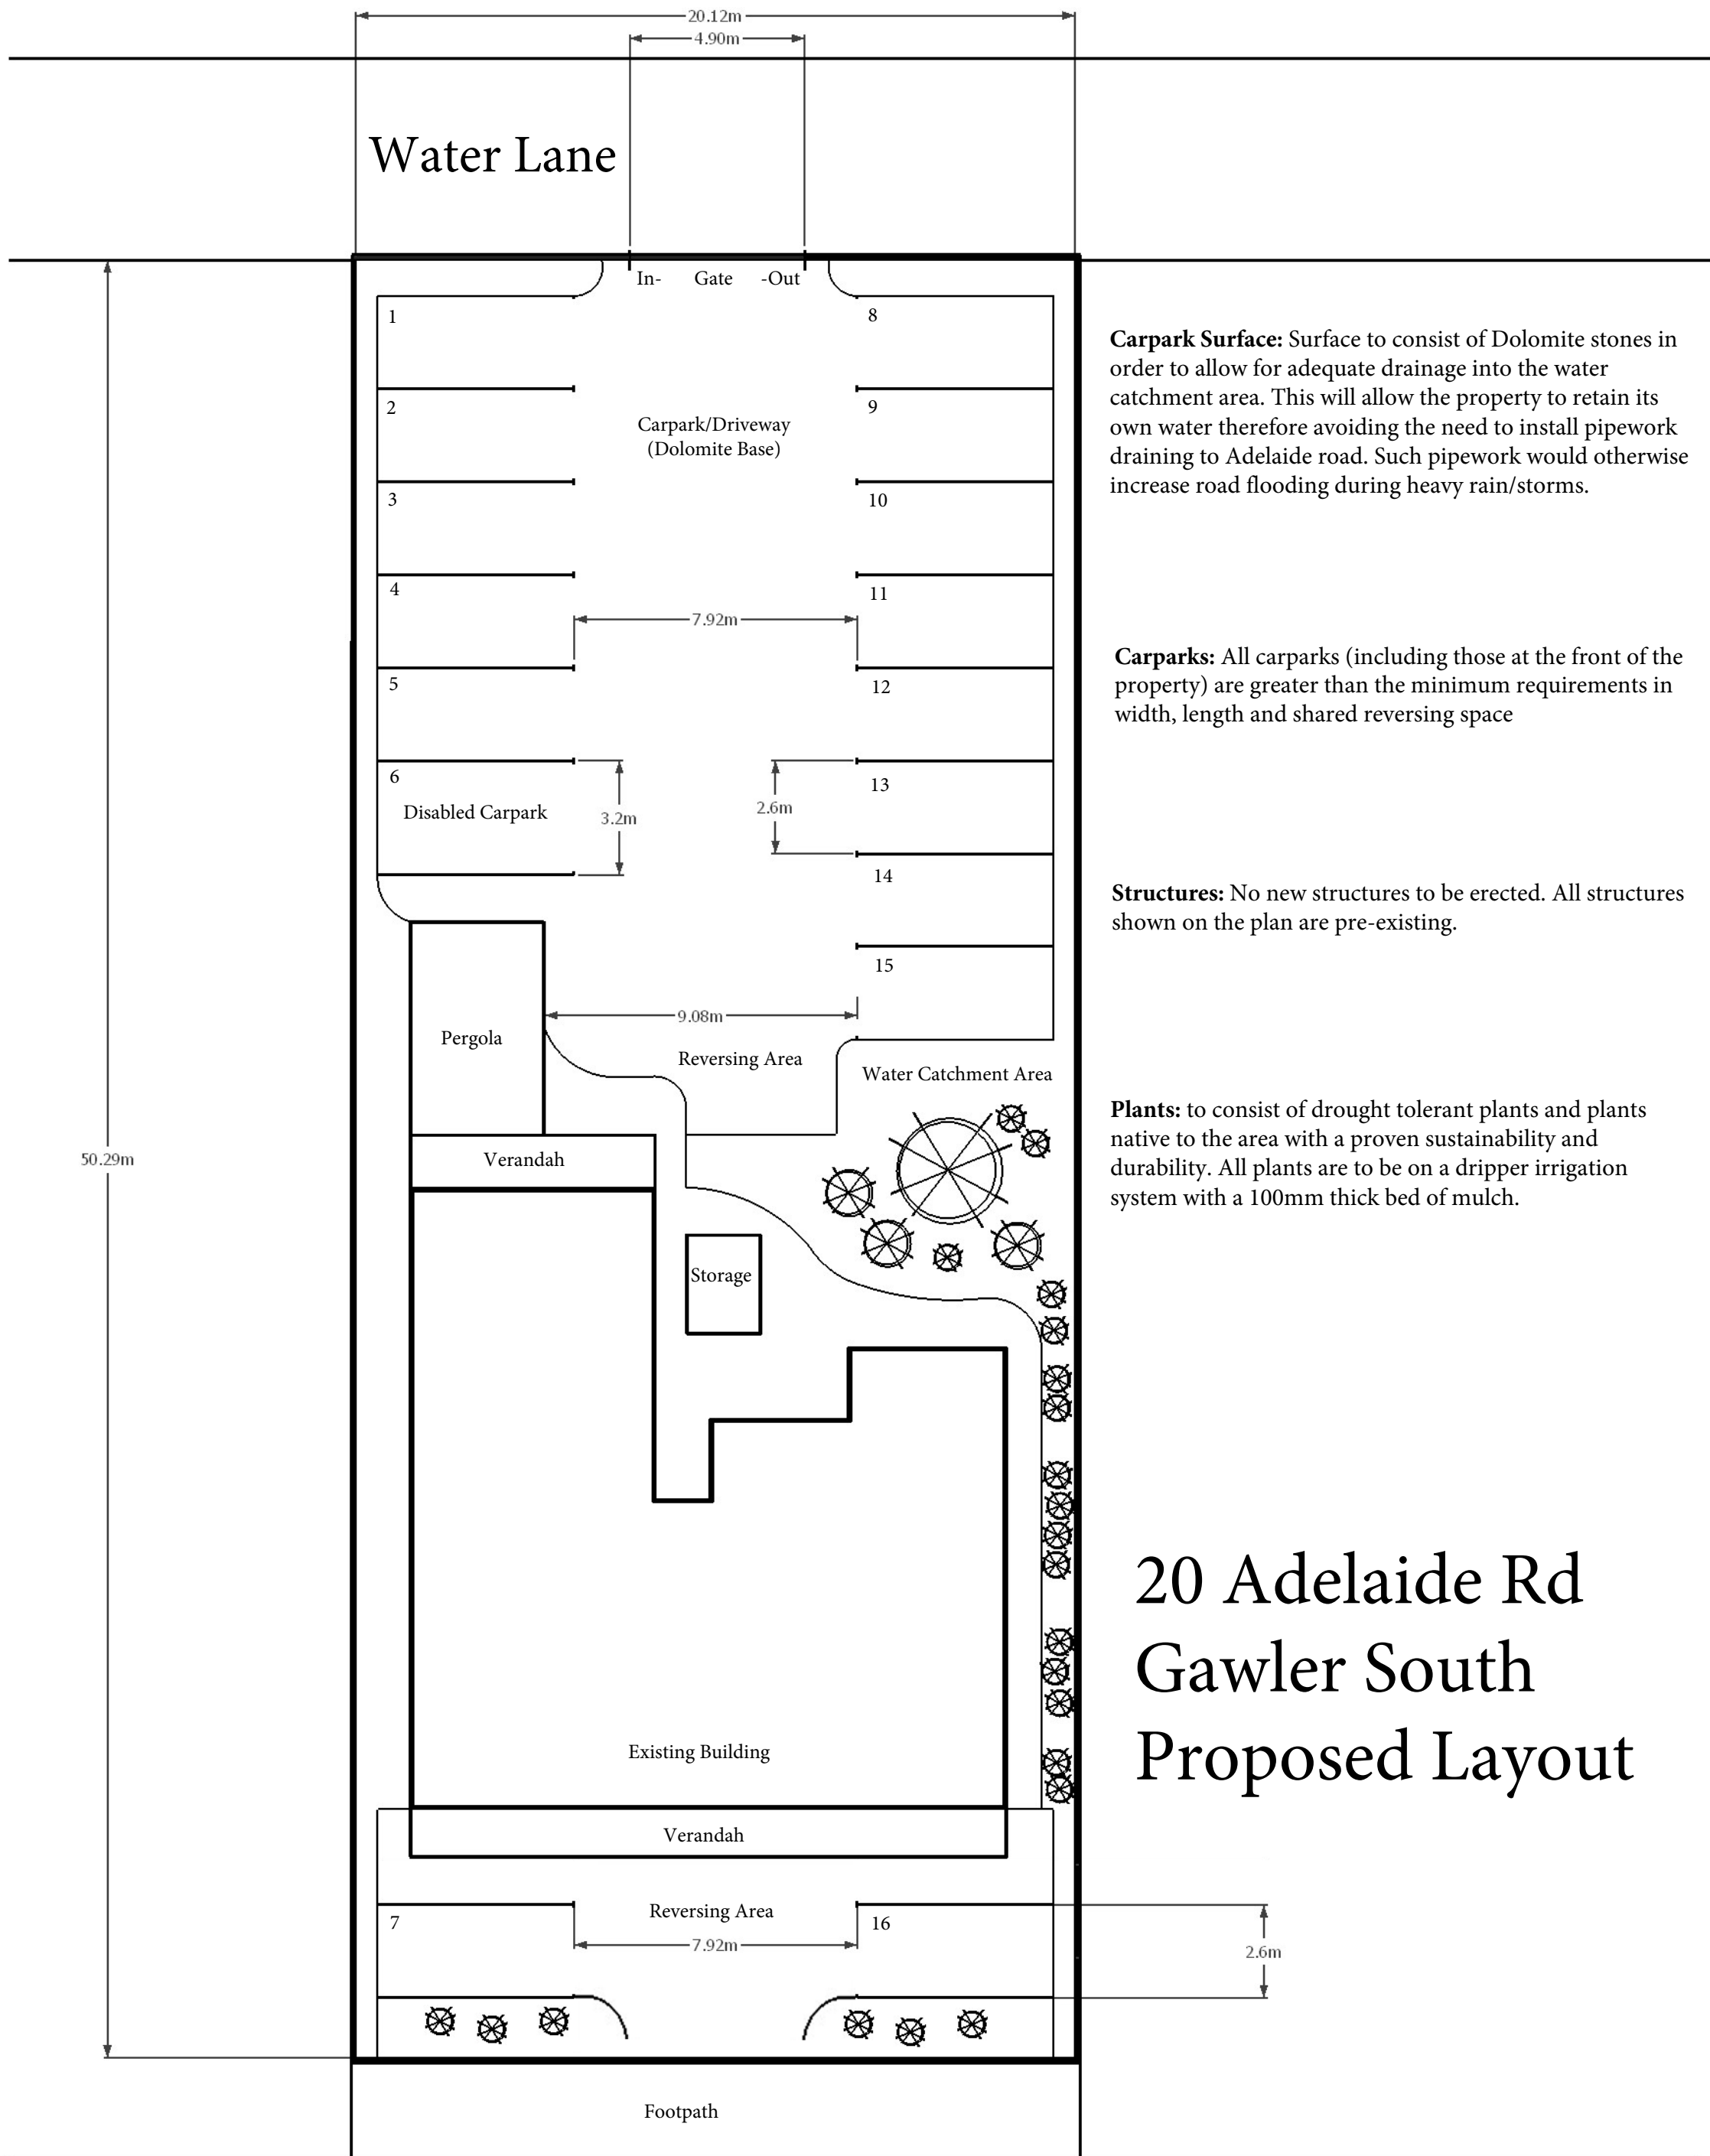 20.12m
4.90m
Water Lane
In- Gate -Out
1
8
2
9
Carpark/Driveway
(Dolomite Base)
3
10
4
11
7.92m
5
12
6
13
Disabled Carpark
3.2m
2.6m
14
15
9.08m
Pergola
Reversing Area
Water Catchment Area
Verandah
50.29m
Storage
Existing Building
Verandah
Reversing Area
7
16
7.92m
2.6m
Footpath
Carpark Surface: Surface to consist of Dolomite stones in
order to allow for adequate drainage into the water
catchment area. This will allow the property to retain its
own water therefore avoiding the need to install pipework
draining to Adelaide road. Such pipework would otherwise
increase road flooding during heavy rain/storms.
Carparks: All carparks (including those at the front of the
property) are greater than the minimum requirements in
width, length and shared reversing space
Structures: No new structures to be erected. All structures
shown on the plan are pre-existing.
Plants: to consist of drought tolerant plants and plants
native to the area with a proven sustainability and
durability. All plants are to be on a dripper irrigation
system with a 100mm thick bed of mulch.
20 Adelaide Rd
Gawler South
Proposed Layout